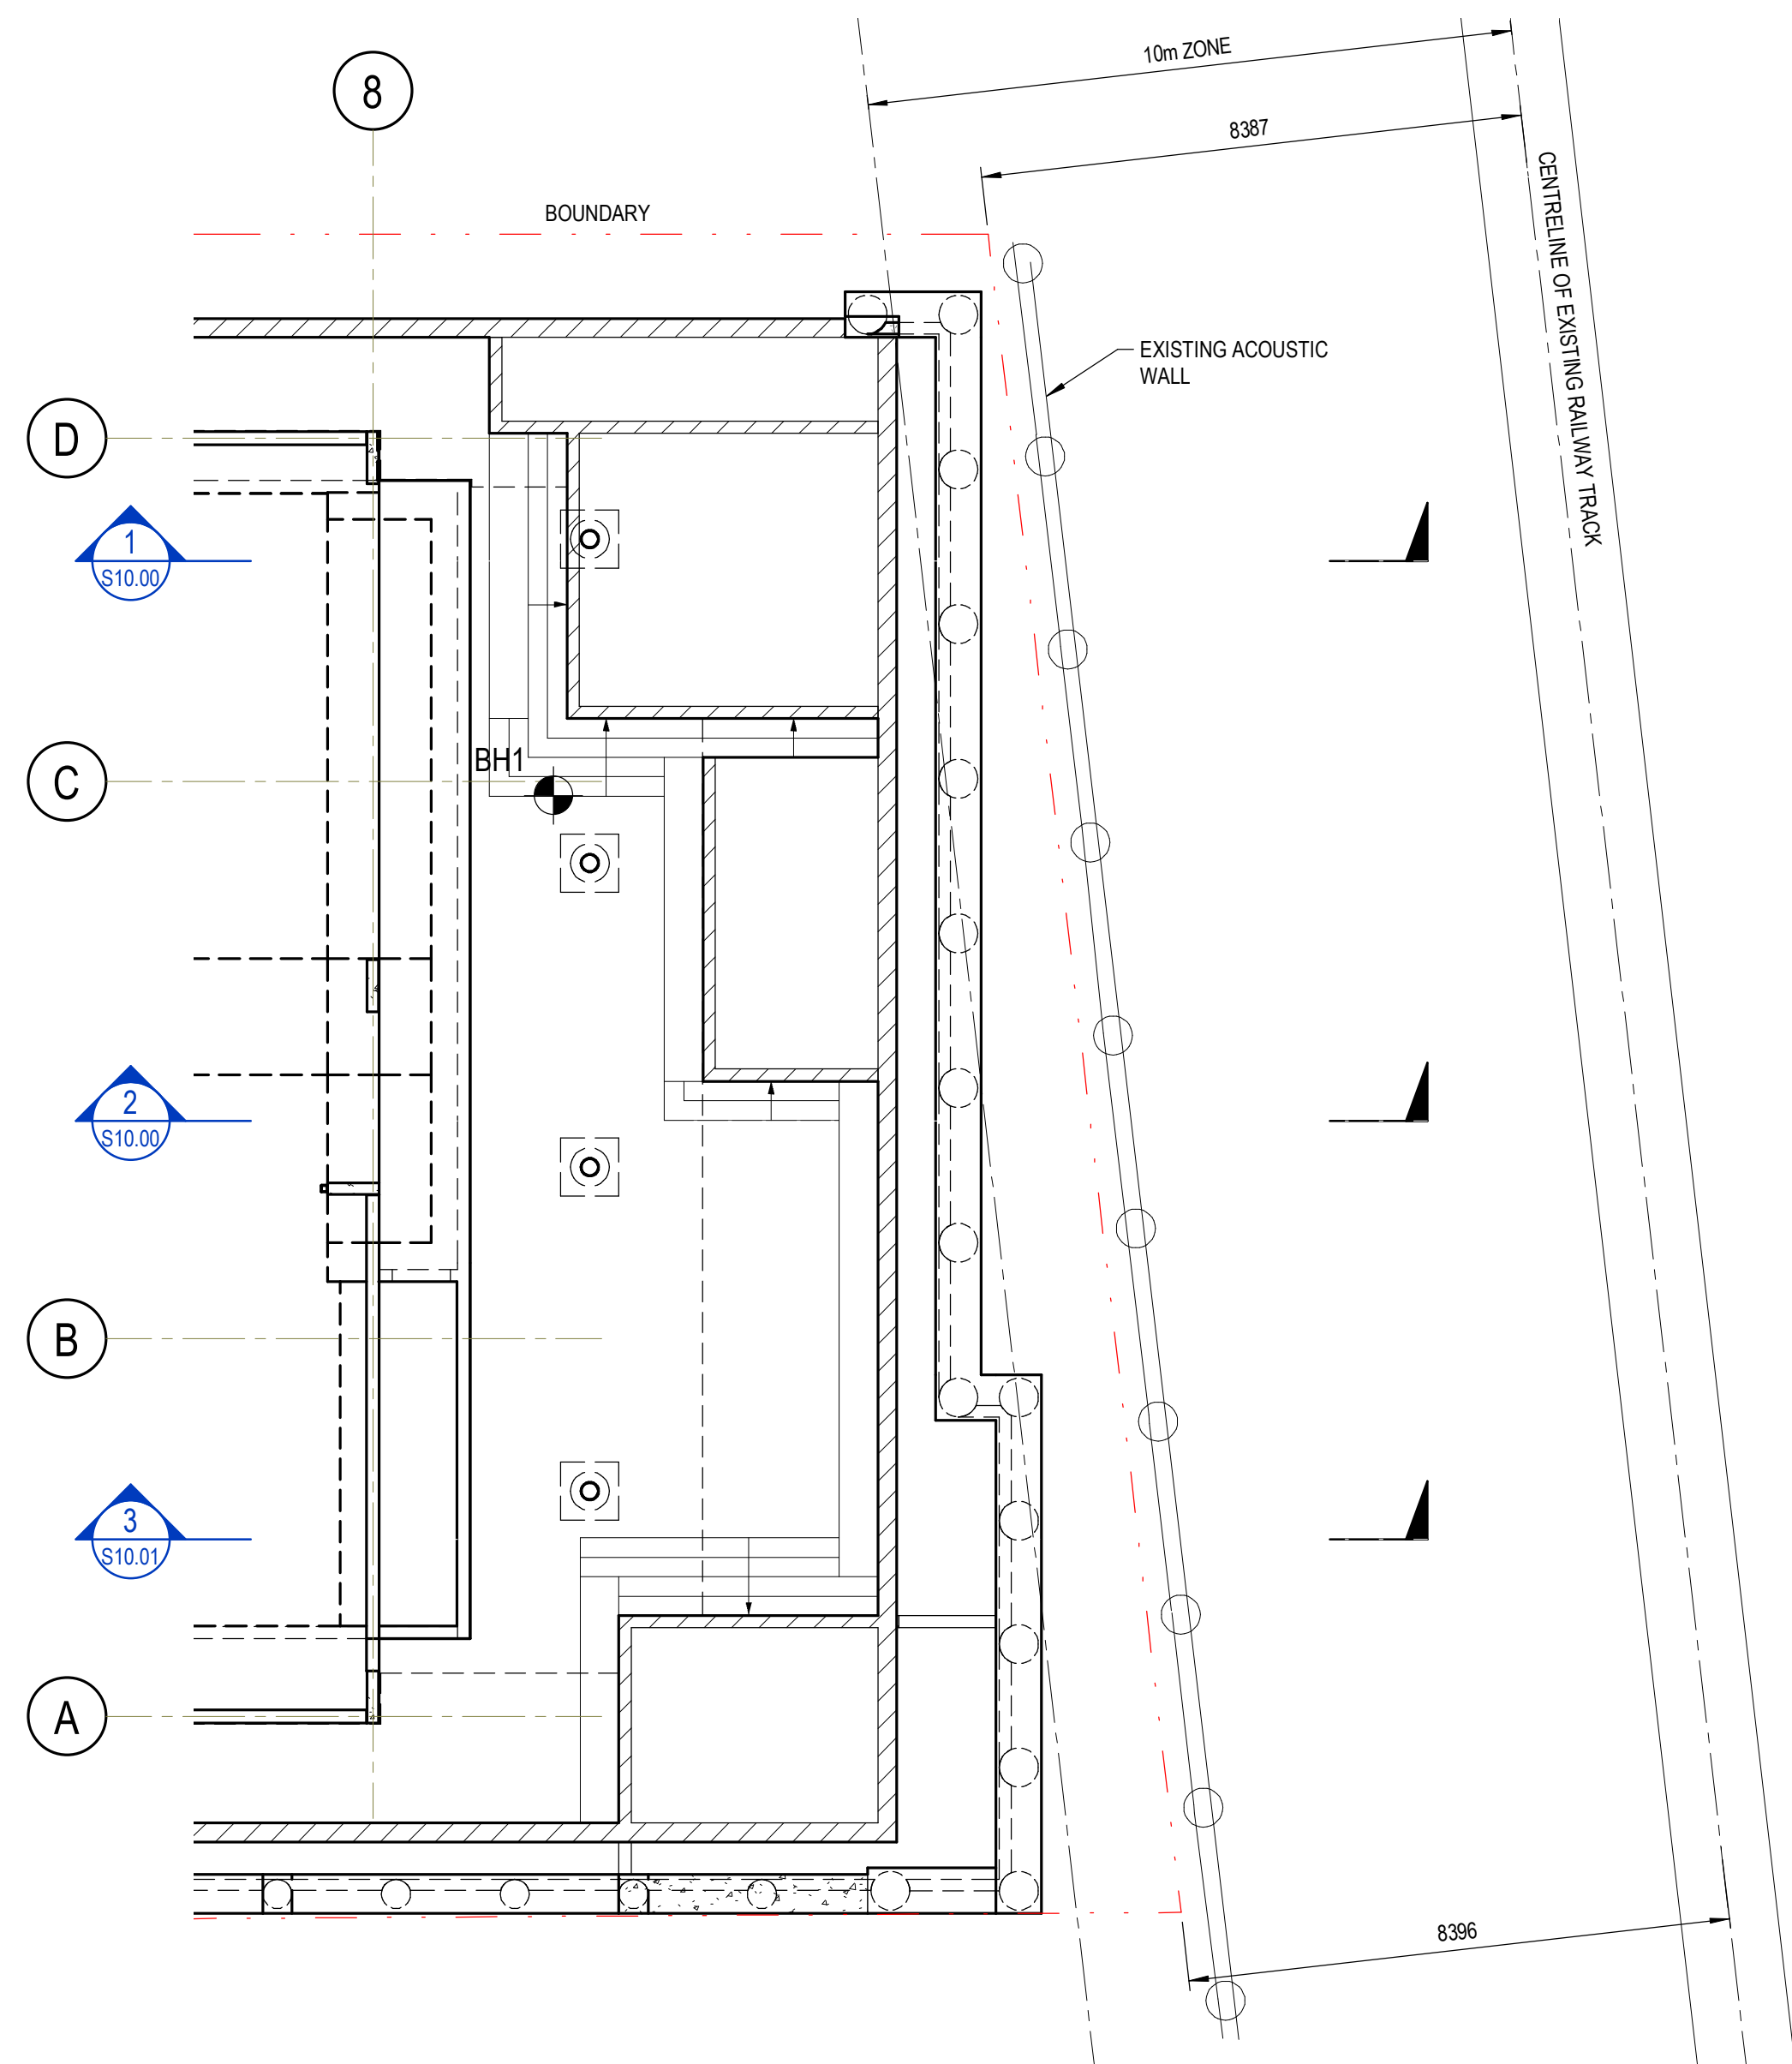 10m ZONE
8
8387
CENTRELINE OF EXISTING RAILWAY TRACK
BOUNDARY
EXISTING ACOUSTIC
WALL
D
1
S10.00
BH1
C
2
S10.00
B
3
S10.01
A
8396